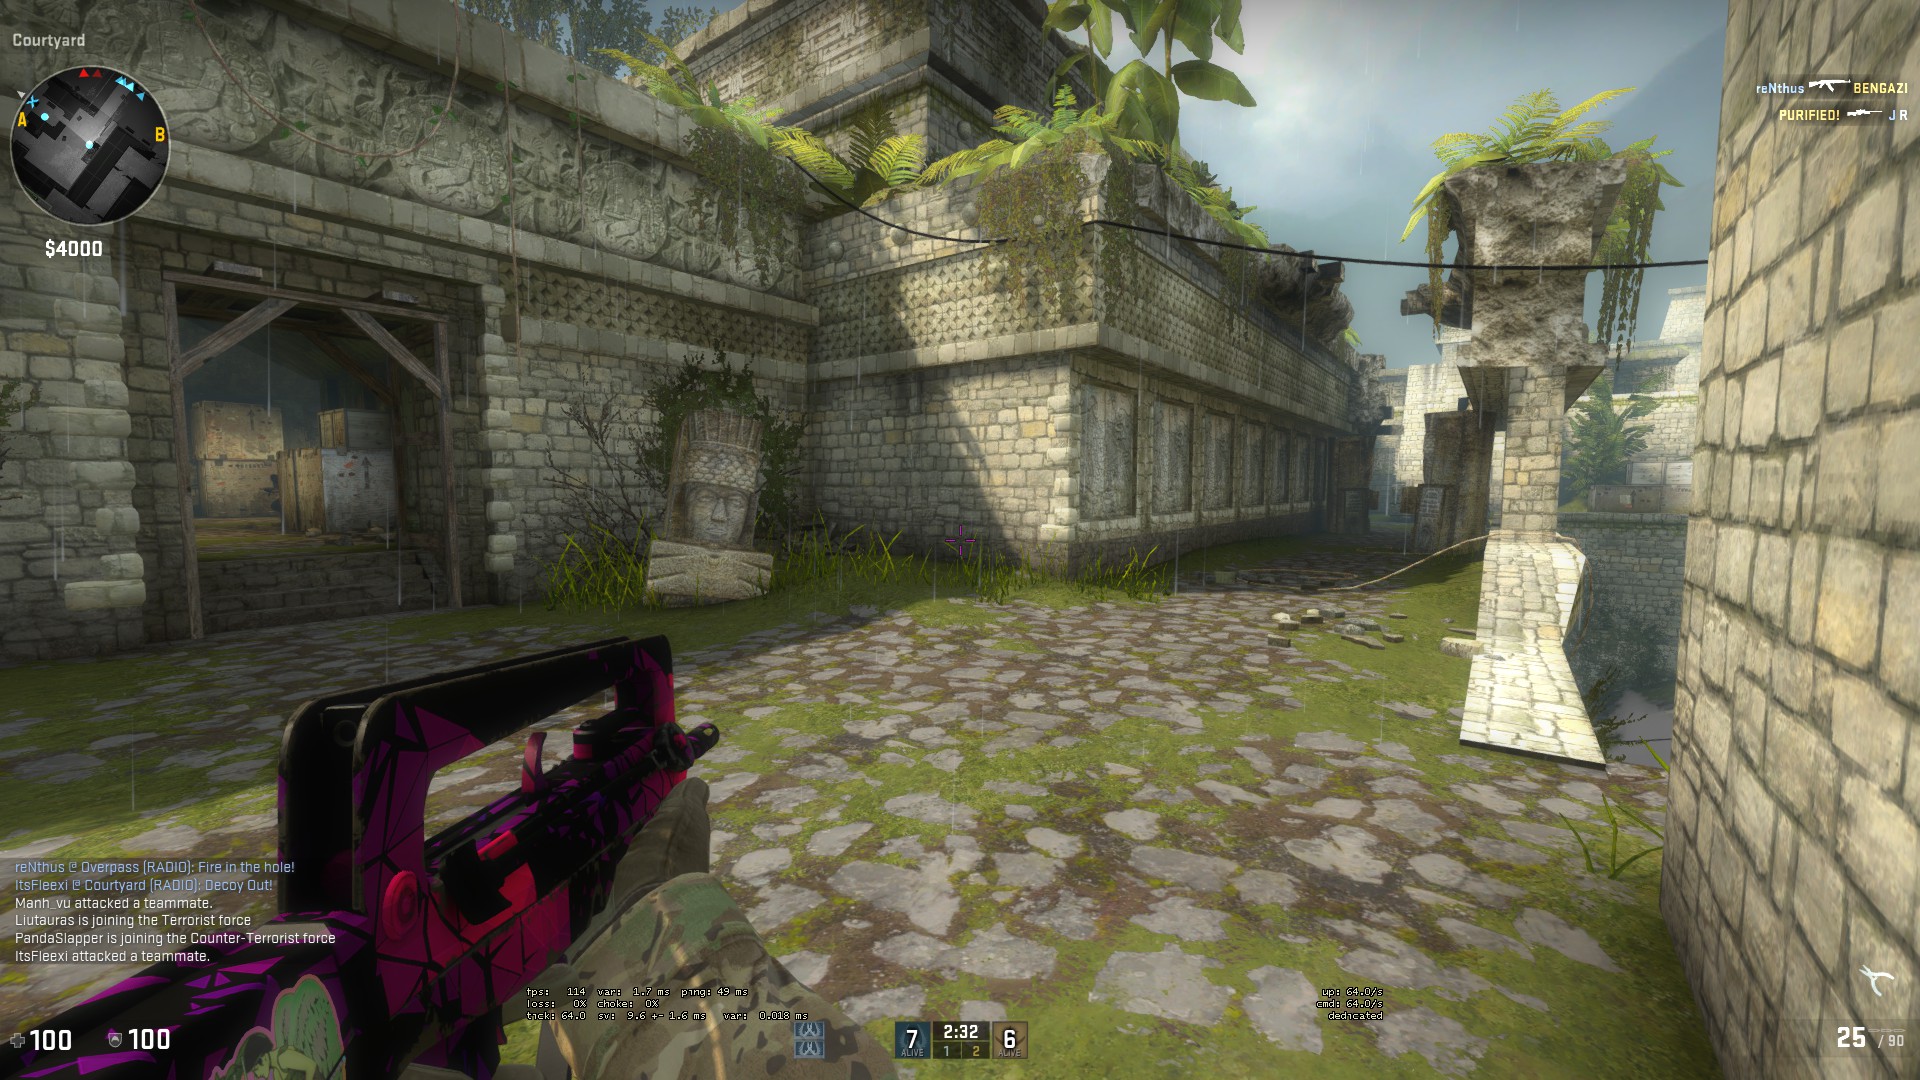 Courtyard
A
B
$4000
reNthus BENGAZI
PURIFIED! J R
reNthus @ Overpass (RADIO): Fire in the hole!
ItsFleexi @ Courtyard (RADIO): Decoy Out!
Manh_vu attacked a teammate.
Liutauras is joining the Terrorist force
PandaSlapper is joining the Counter-Terrorist force
ItsFleexi attacked a teammate.
fps: 114 var: 1.7 ms ping: 49 ms
loss: 0% choke: 0%
tick: 64.0 sv: 9.6 +- 1.6 ms var: 0.018 ms
up: 64.0/s
cmd: 64.0/s
dedicated
100 100
7 2:32 6
ALIVE 1 2 ALIVE
25 / 90